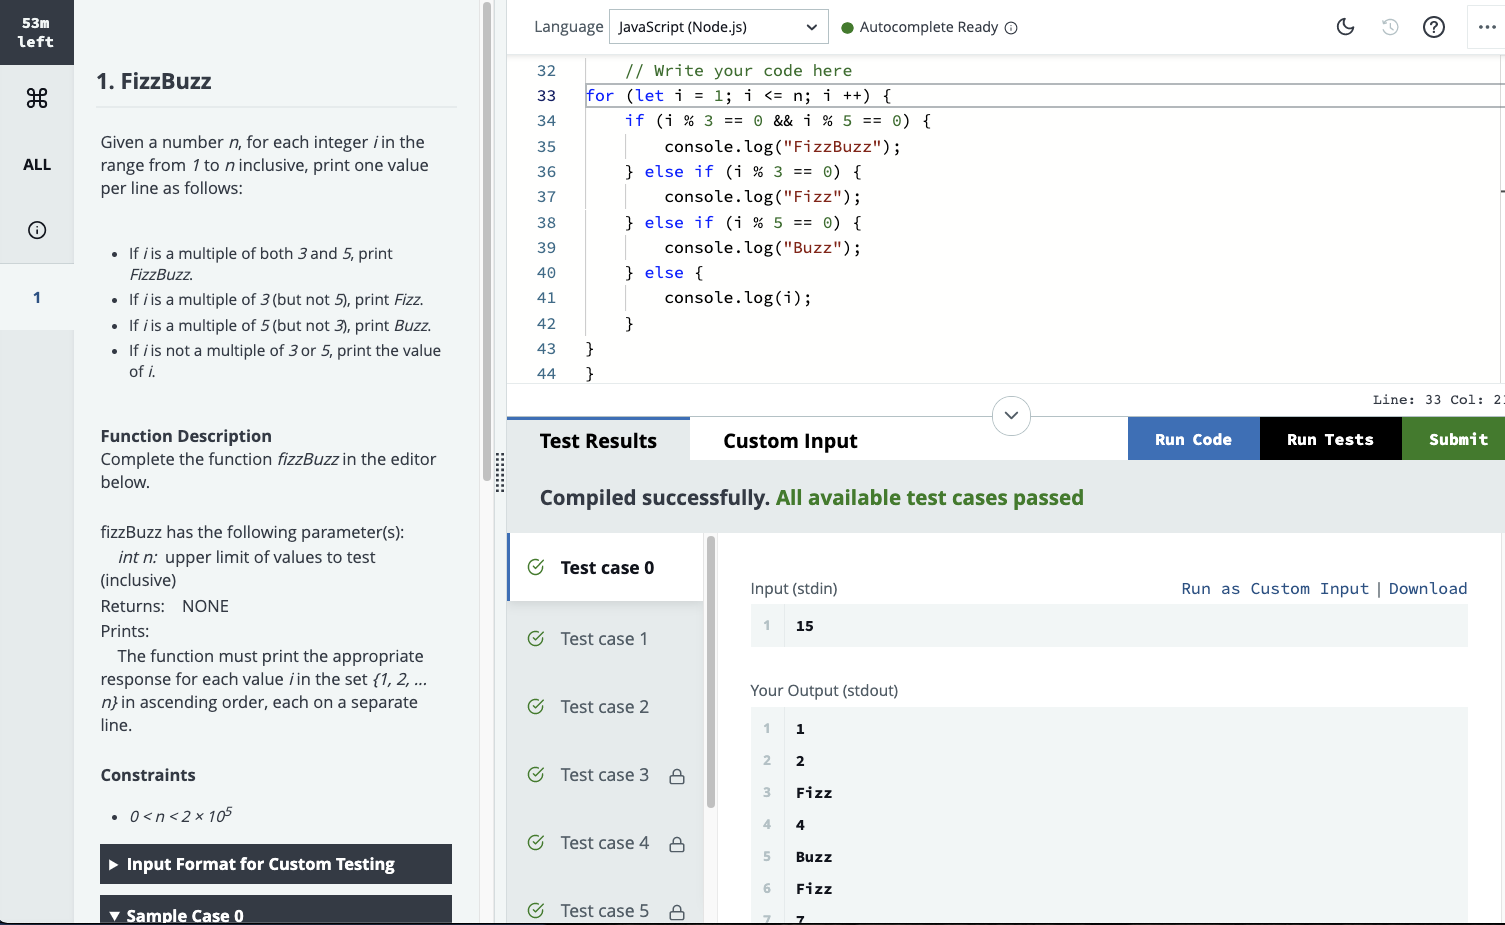 53m
left
ALL
1
1. FizzBuzz
Given a number n, for each integer i in the
range from 1 to n inclusive, print one value
per line as follows:
• If i is a multiple of both 3 and 5, print
FizzBuzz.
• If i is a multiple of 3 (but not 5), print Fizz.
• If i is a multiple of 5 (but not 3), print Buzz.
• If i is not a multiple of 3 or 5, print the value
of i.
Function Description
Complete the function fizzBuzz in the editor
below.
fizzBuzz has the following parameter(s):
int n: upper limit of values to test
(inclusive)
Returns: NONE
Prints:
The function must print the appropriate
response for each value i in the set {1, 2, ...
n} in ascending order, each on a separate
line.
Constraints
• 0 < n < 2 × 10⁵
▶ Input Format for Custom Testing
▼ Sample Case 0
Language JavaScript (Node.js) Autocomplete Ready
32 // Write your code here
33 for (let i = 1; i <= n; i ++) {
34 if (i % 3 == 0 && i % 5 == 0) {
35 console.log("FizzBuzz");
36 } else if (i % 3 == 0) {
37 console.log("Fizz");
38 } else if (i % 5 == 0) {
39 console.log("Buzz");
40 } else {
41 console.log(i);
42 }
43 }
44 }
Line: 33 Col: 21
Test Results Custom Input Run Code Run Tests Submit
Compiled successfully. All available test cases passed
Test case 0
Test case 1
Test case 2
Test case 3
Test case 4
Test case 5
Input (stdin) Run as Custom Input | Download
1 15
Your Output (stdout)
1 1
2 2
3 Fizz
4 4
5 Buzz
6 Fizz
7 7